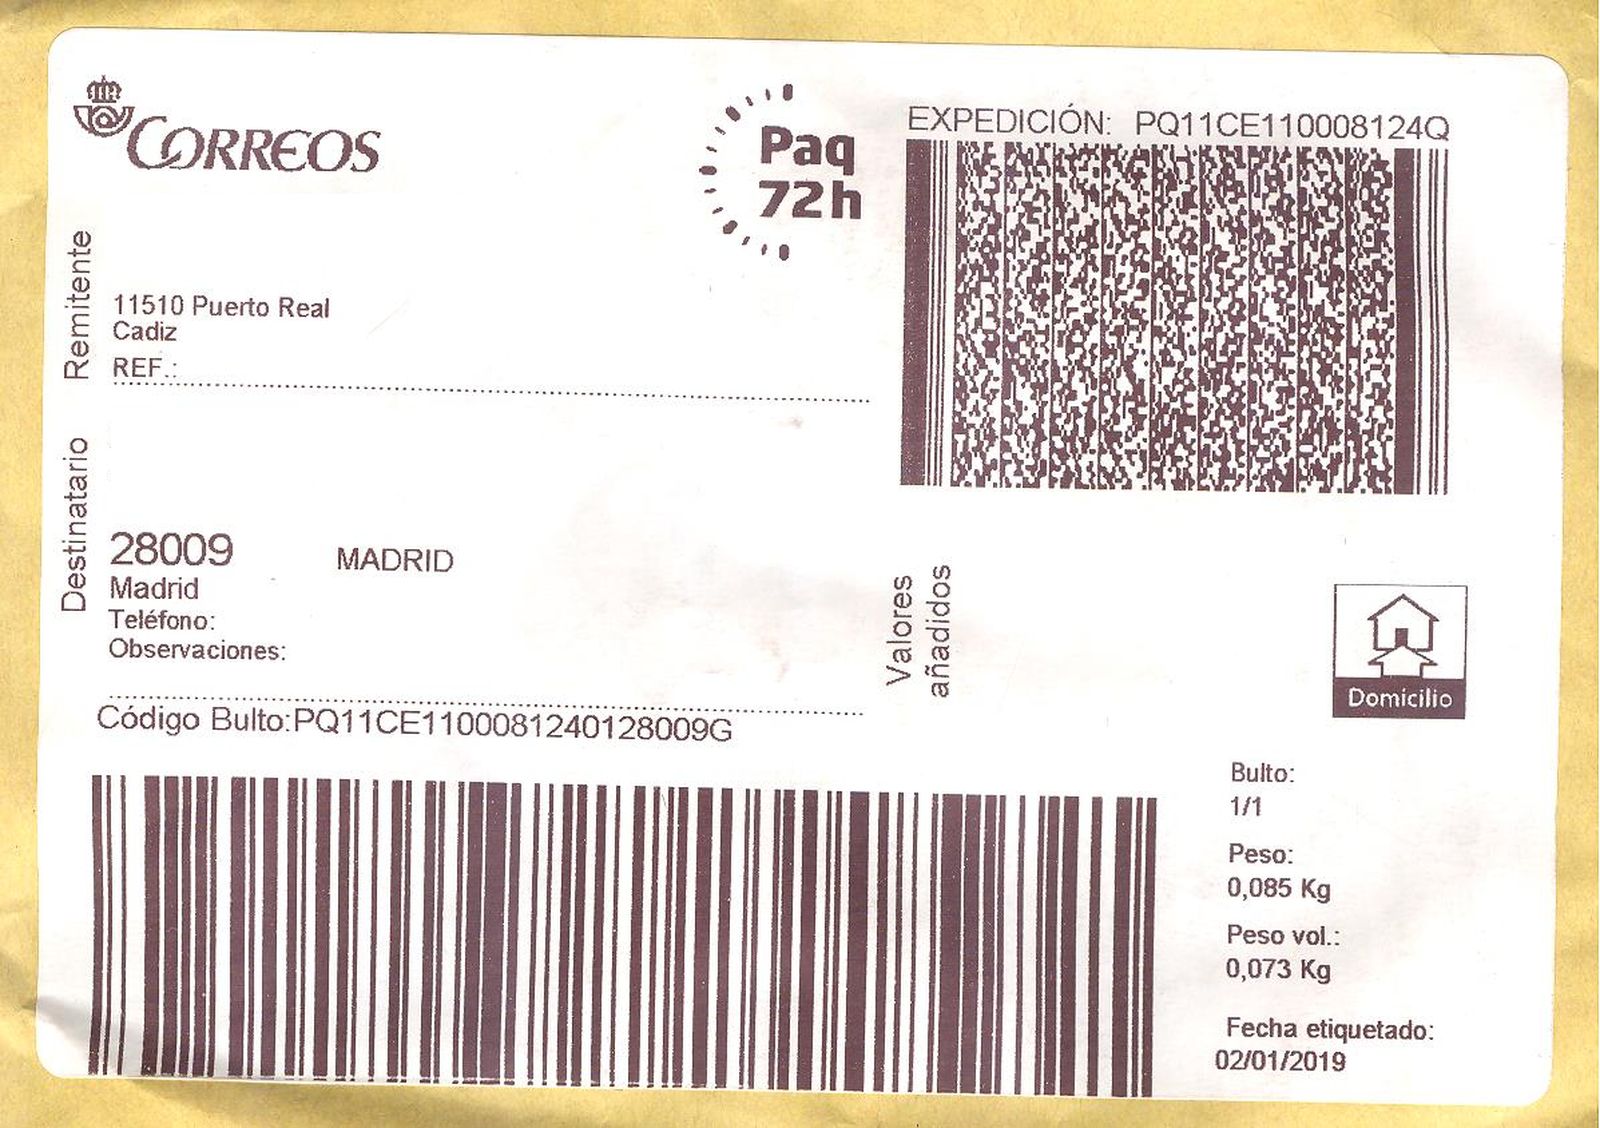 CORREOS
Paq
72h
EXPEDICIÓN: PQ11CE110008124Q
Remitente
11510 Puerto Real
Cadiz
REF.:
Destinatario
28009 MADRID
Madrid
Teléfono:
Observaciones:
Valores
añadidos
Domicilio
Código Bulto:PQ11CE1100081240128009G
Bulto:
1/1
Peso:
0,085 Kg
Peso vol.:
0,073 Kg
Fecha etiquetado:
02/01/2019